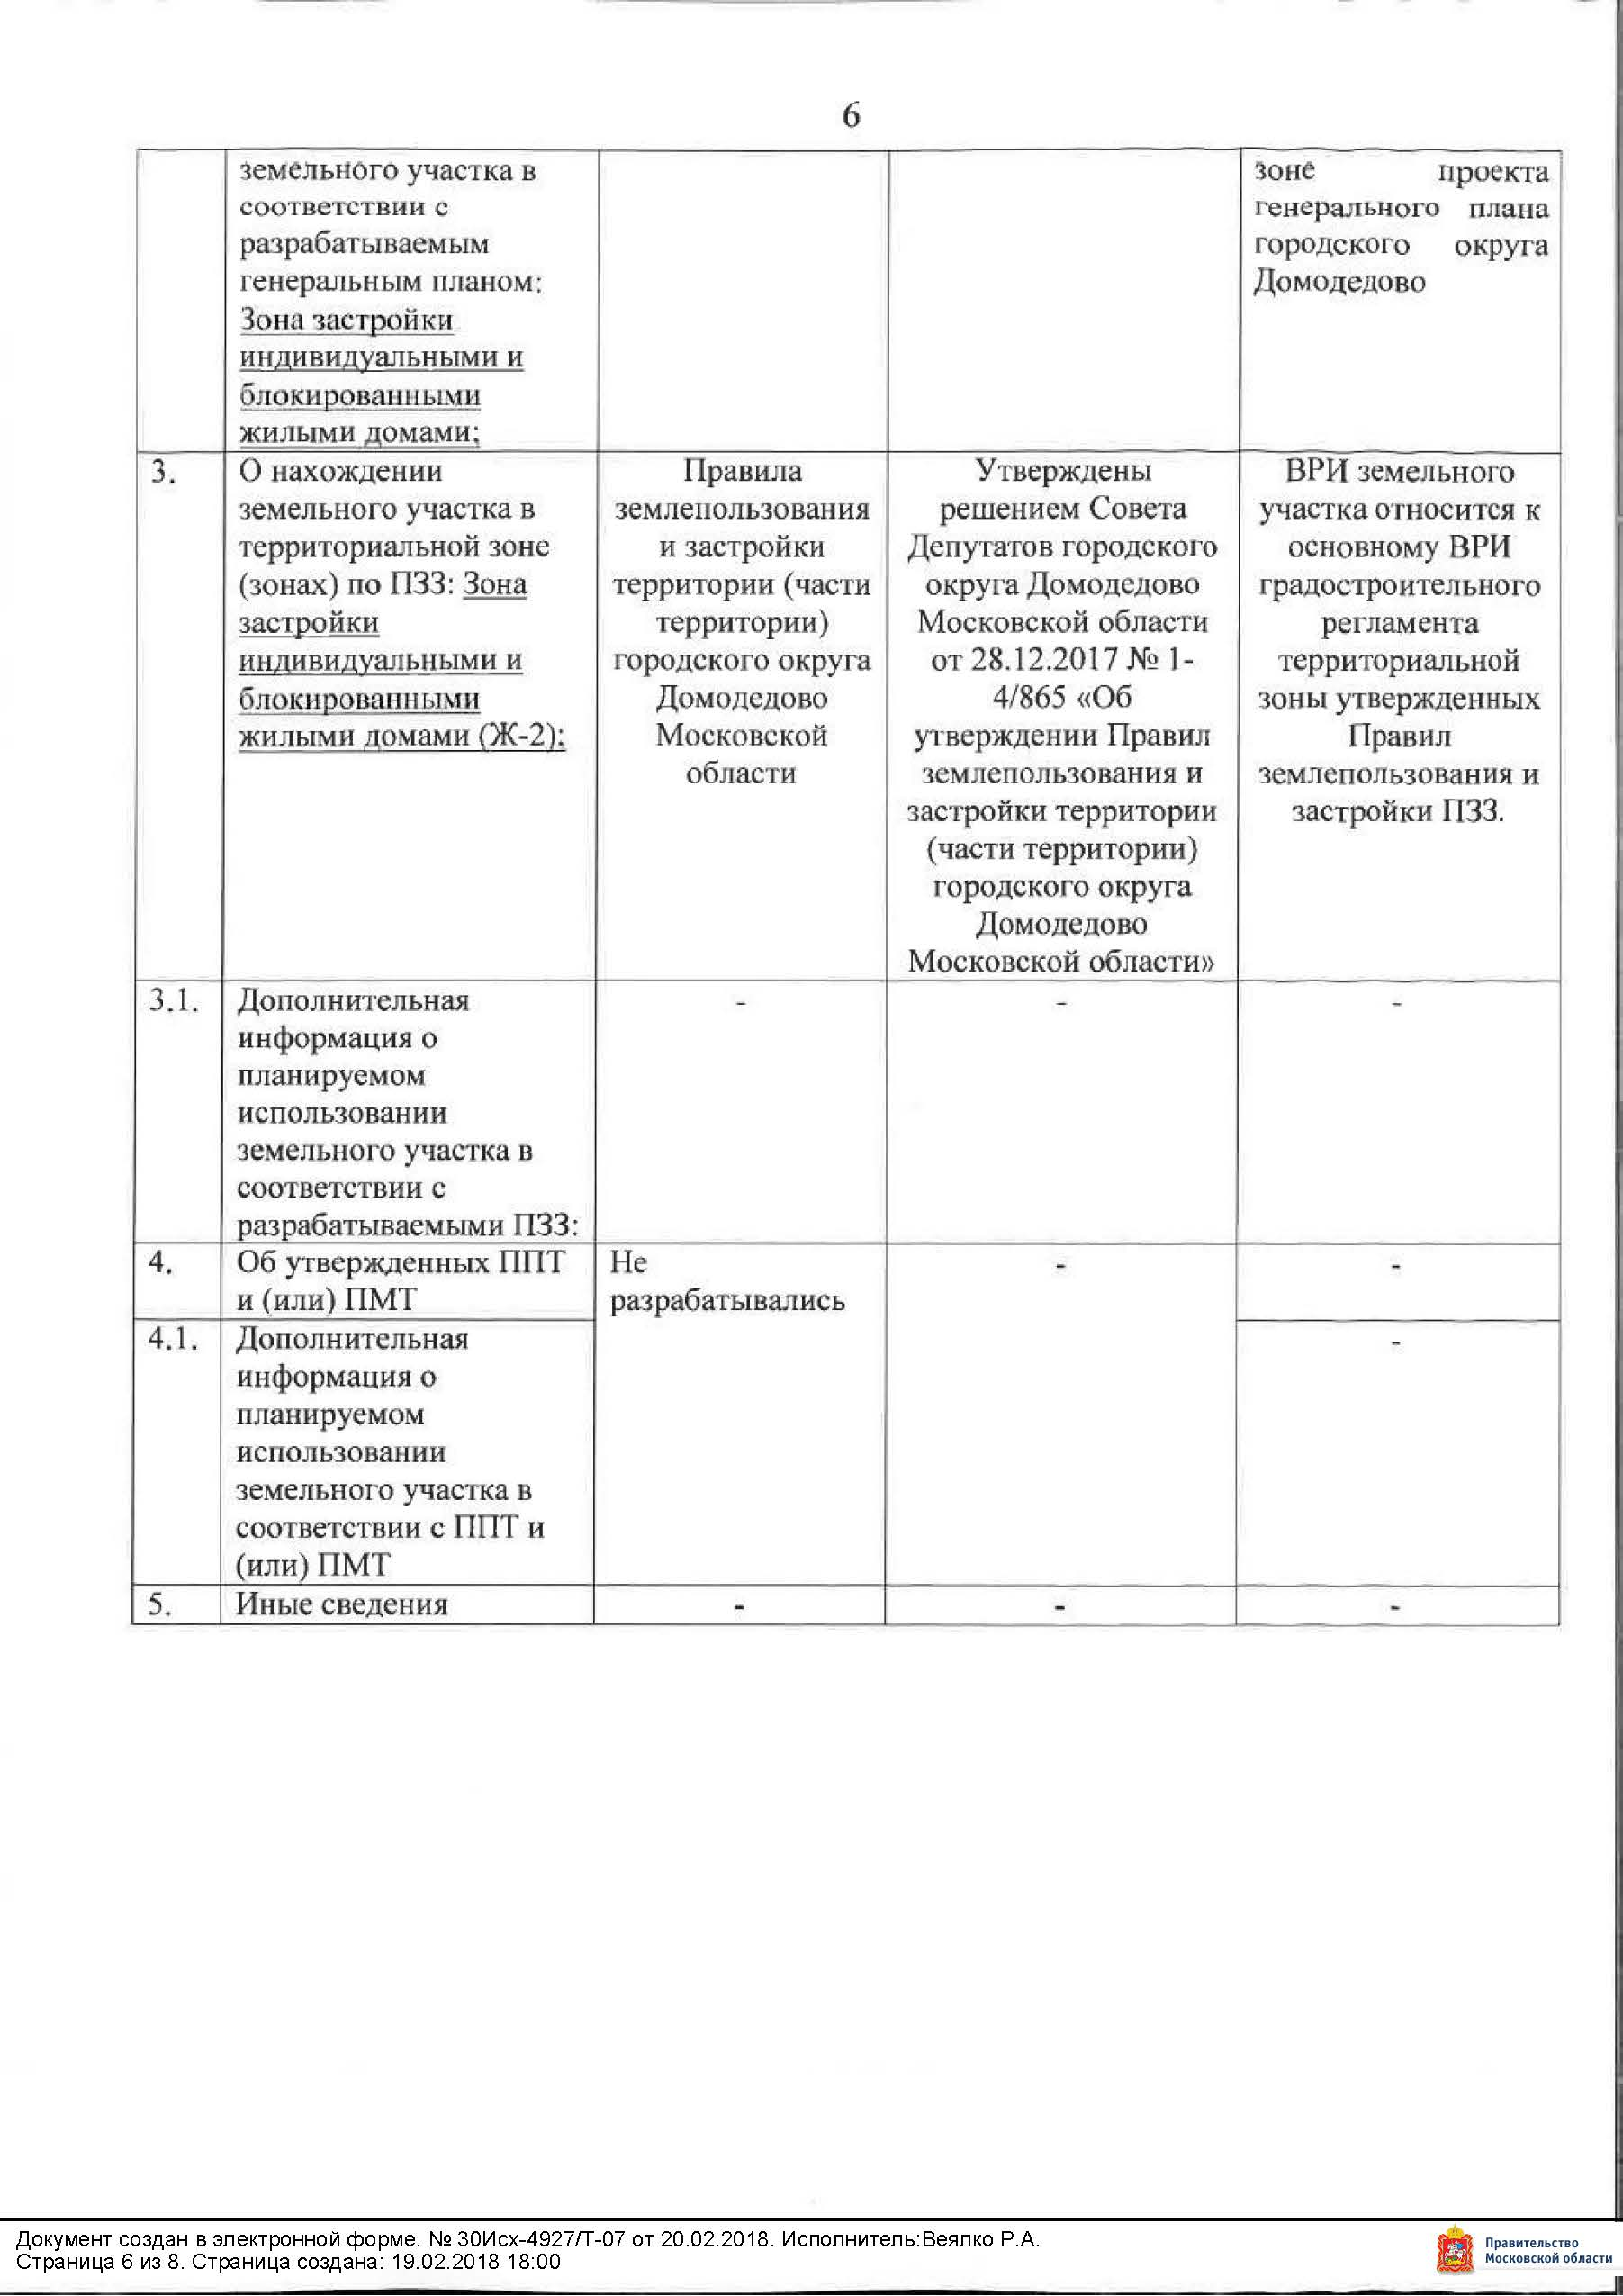 6
земельного участка в
соответствии с
разрабатываемым
генеральным планом:
Зона застройки
индивидуальными и
блокированными
жилыми домами;
зоне проекта
генерального плана
городского округа
Домодедово
3.
О нахождении
земельного участка в
территориальной зоне
(зонах) по ПЗЗ: Зона
застройки
индивидуальными и
блокированными
жилыми домами (Ж-2);
Правила
землепользования
и застройки
территории (части
территории)
городского округа
Домодедово
Московской
области
Утверждены
решением Совета
Депутатов городского
округа Домодедово
Московской области
от 28.12.2017 № 1-
4/865 «Об
утверждении Правил
землепользования и
застройки территории
(части территории)
городского округа
Домодедово
Московской области»
ВРИ земельного
участка относится к
основному ВРИ
градостроительного
регламента
территориальной
зоны утвержденных
Правил
землепользования и
застройки ПЗЗ.
3.1.
Дополнительная
информация о
планируемом
использовании
земельного участка в
соответствии с
разрабатываемыми ПЗЗ:
-
-
-
4.
Об утвержденных ППТ
и (или) ПМТ
Не
разрабатывались
-
-
4.1.
Дополнительная
информация о
планируемом
использовании
земельного участка в
соответствии с ППТ и
(или) ПМТ
-
5.
Иные сведения
-
-
-
Документ создан в электронной форме. № 30Исх-4927/Т-07 от 20.02.2018. Исполнитель:Веялко Р.А.
Страница 6 из 8. Страница создана: 19.02.2018 18:00
Правительство
Московской области